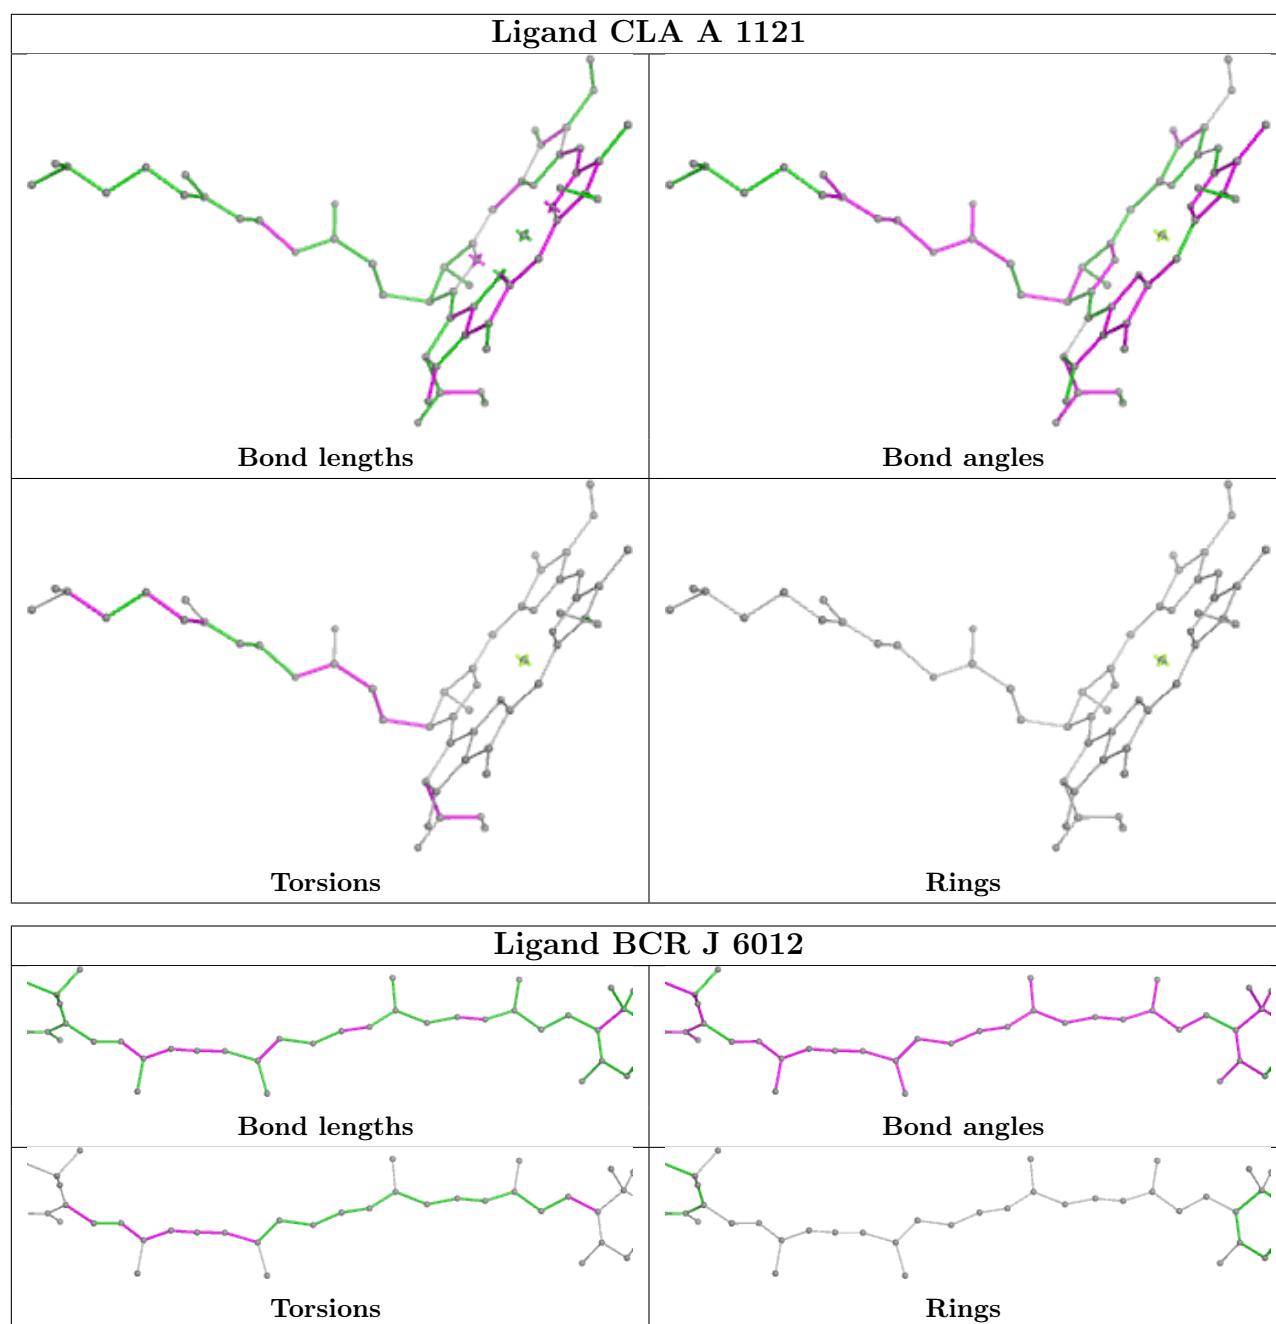 Ligand CLA A 1121
Bond lengths
Bond angles
Torsions
Rings
Ligand BCR J 6012
Bond lengths
Bond angles
Torsions
Rings